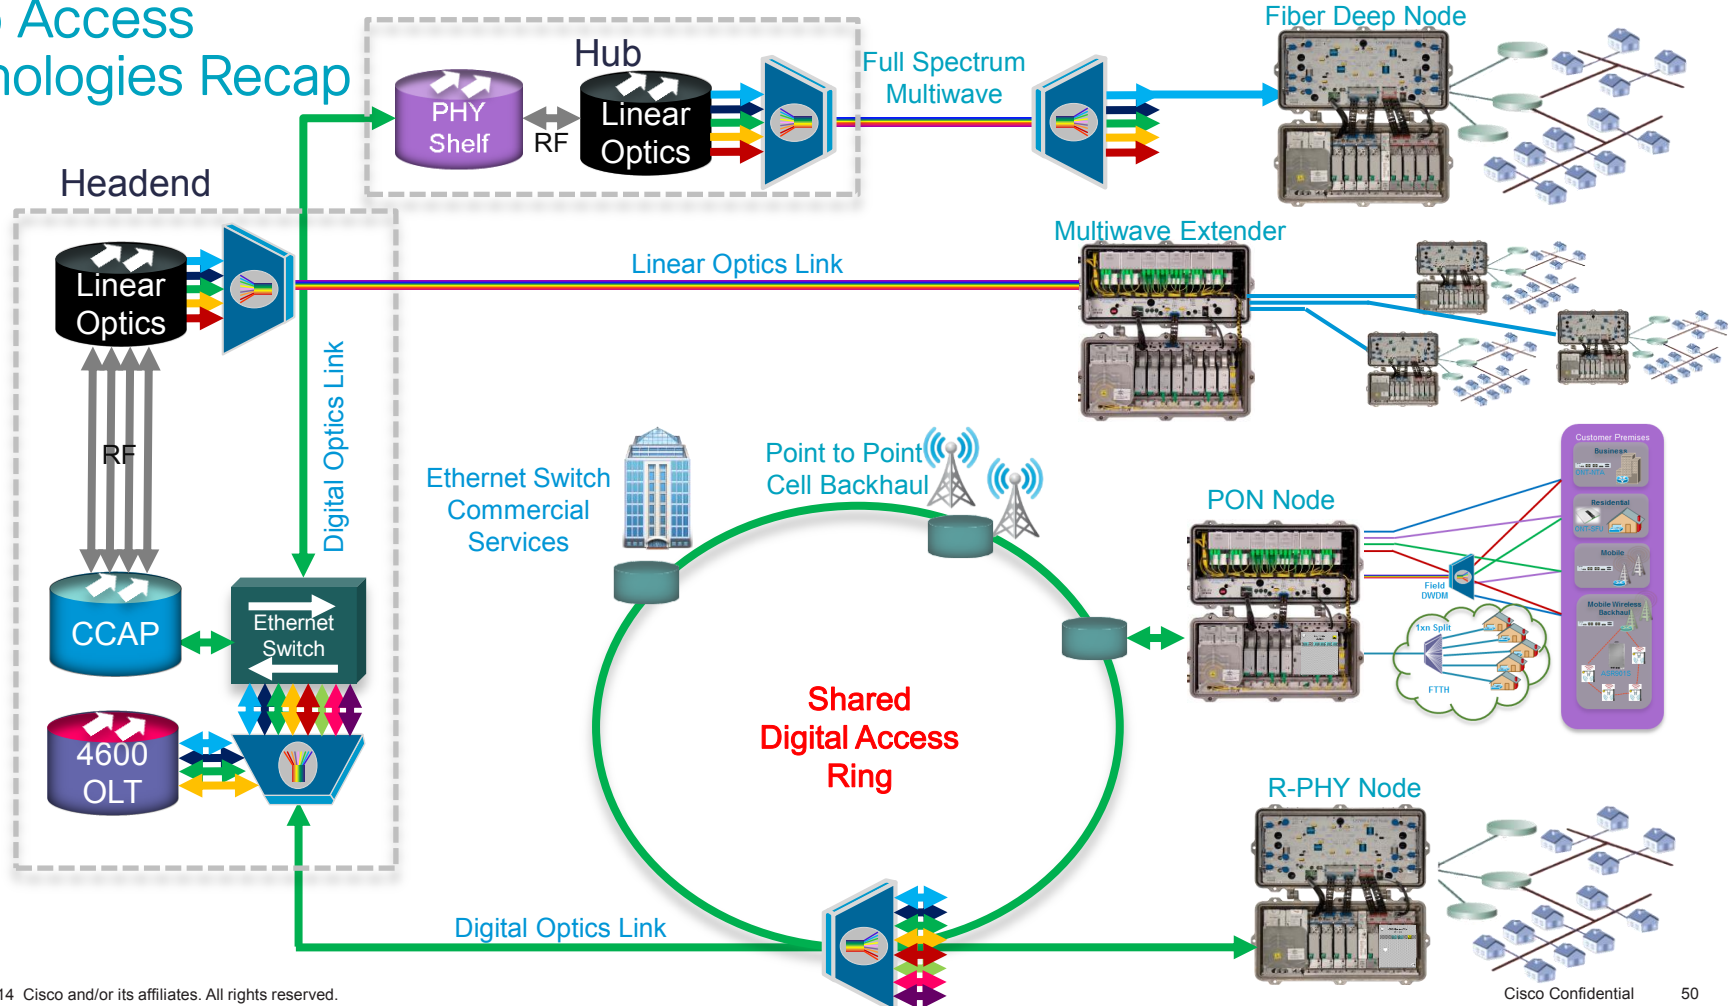 Access
nologies Recap
Hub
PHY
Shelf
RF
Linear
Optics
Full Spectrum
Multiwave
Fiber Deep Node
Headend
Linear
Optics
RF
Digital Optics Link
Linear Optics Link
Multiwave Extender
CCAP
Ethernet
Switch
4600
OLT
Ethernet Switch
Commercial
Services
Point to Point
Cell Backhaul
Shared
Digital Access
Ring
PON Node
Field
DWDM
1xn Split
FTTH
Customer Premises
Business
Residential
Mobile
Mobile Wireless
Backhaul
R-PHY Node
Digital Optics Link
14 Cisco and/or its affiliates. All rights reserved.
Cisco Confidential
50